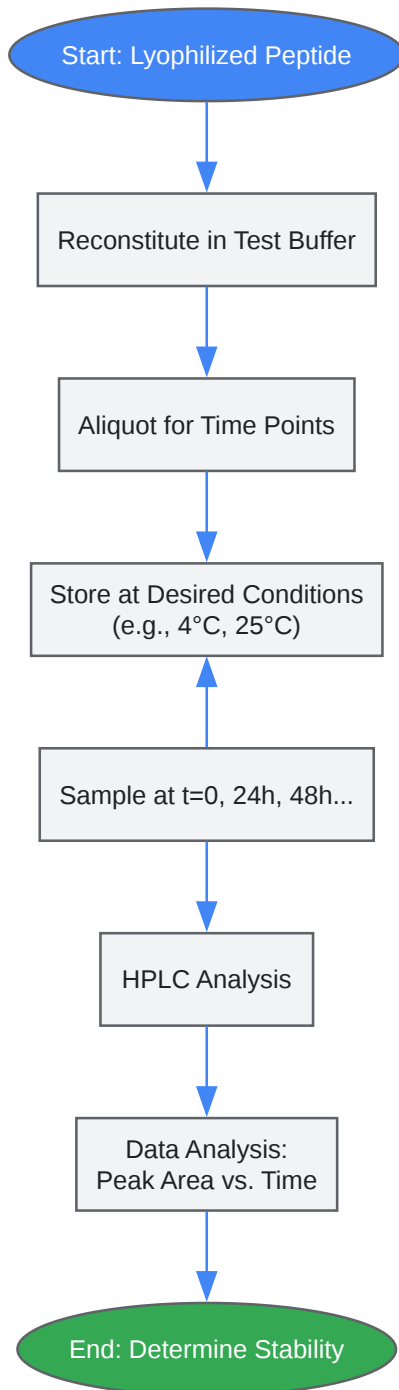 Start: Lyophilized Peptide
Reconstitute in Test Buffer
Aliquot for Time Points
Store at Desired Conditions
(e.g., 4°C, 25°C)
Sample at t=0, 24h, 48h...
HPLC Analysis
Data Analysis:
Peak Area vs. Time
End: Determine Stability